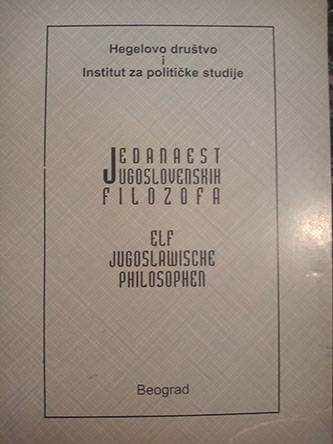 Hegelovo društvo
i
Institut za političke studije
JEDANAEST
JUGOSLOVENSKIH
FILOZOFA
ELF
JUGOSLAWISCHE
PHILOSOPHEN
Beograd